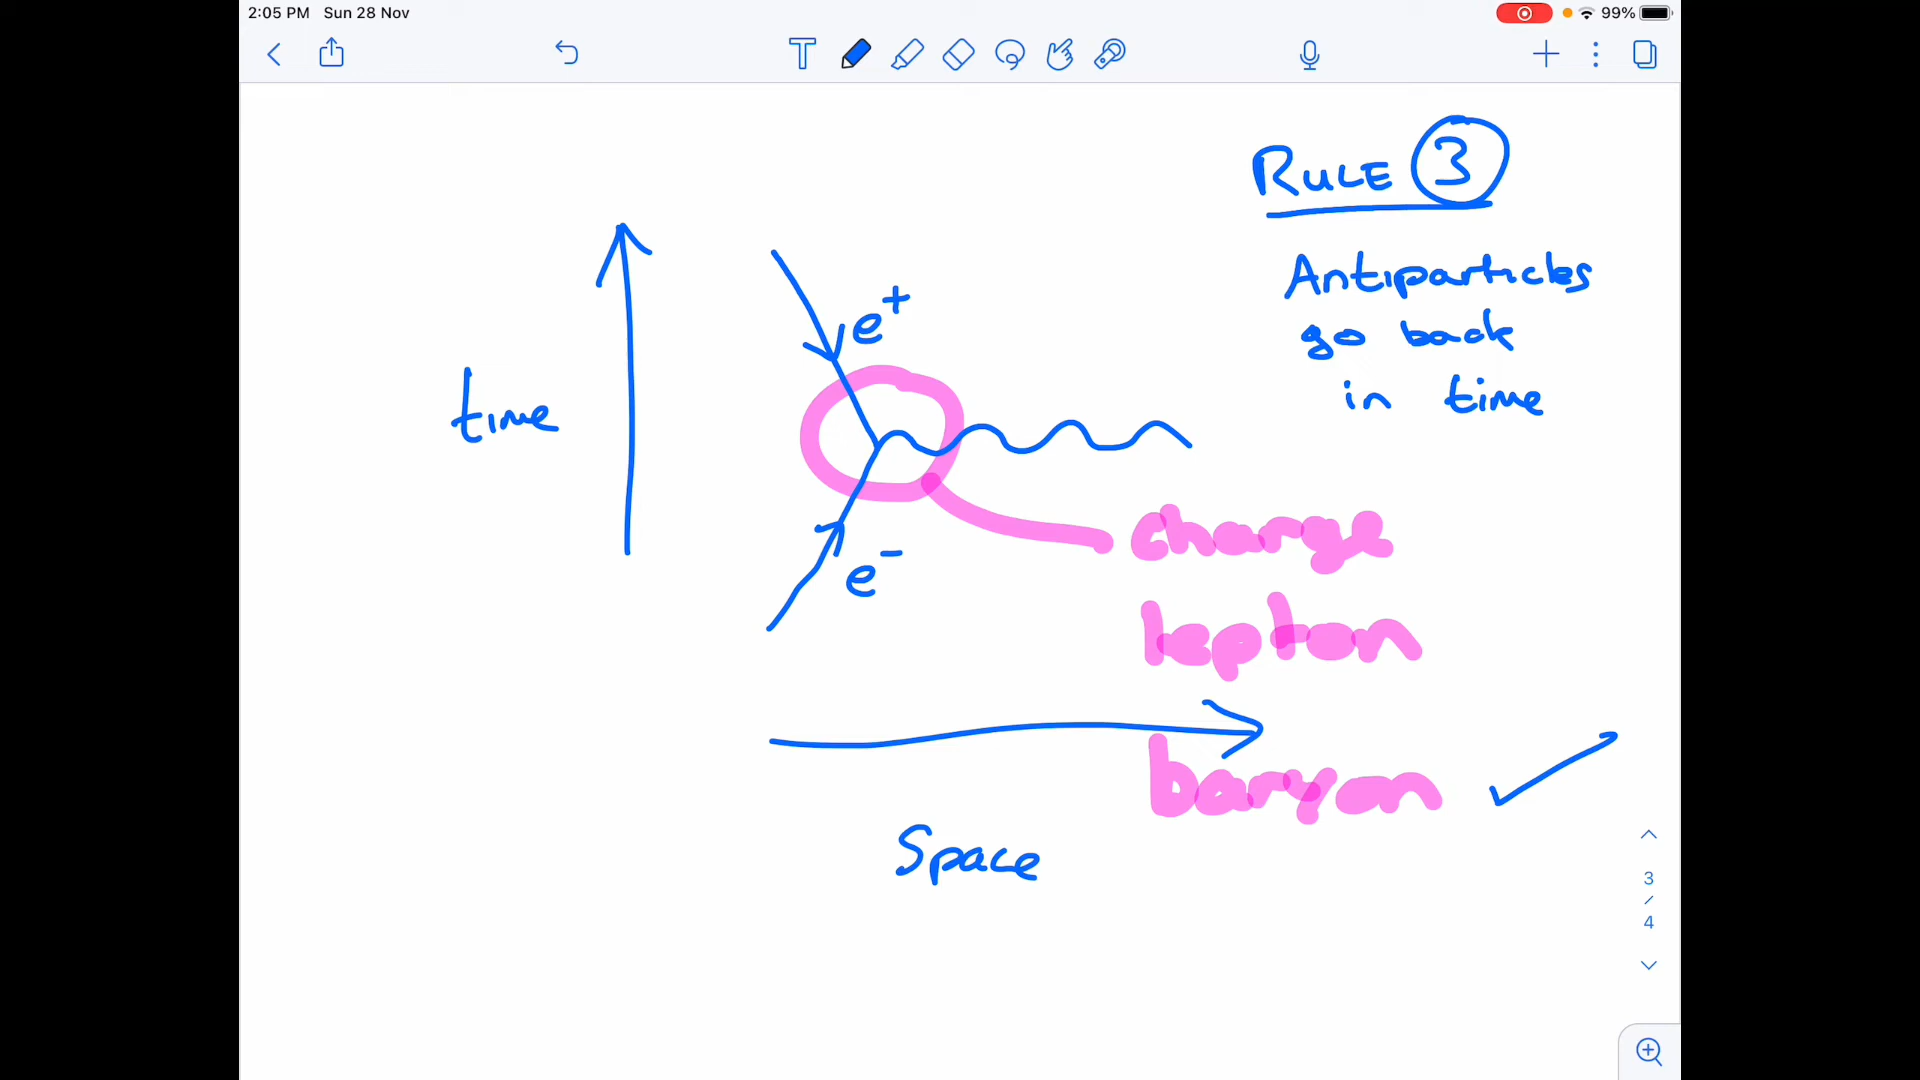 2:05 PM Sun 28 Nov
99%
T
RULE 3
Antiparticles
go back
in time
time
e+
e-
charge
lepton
baryon
Space
3
/
4